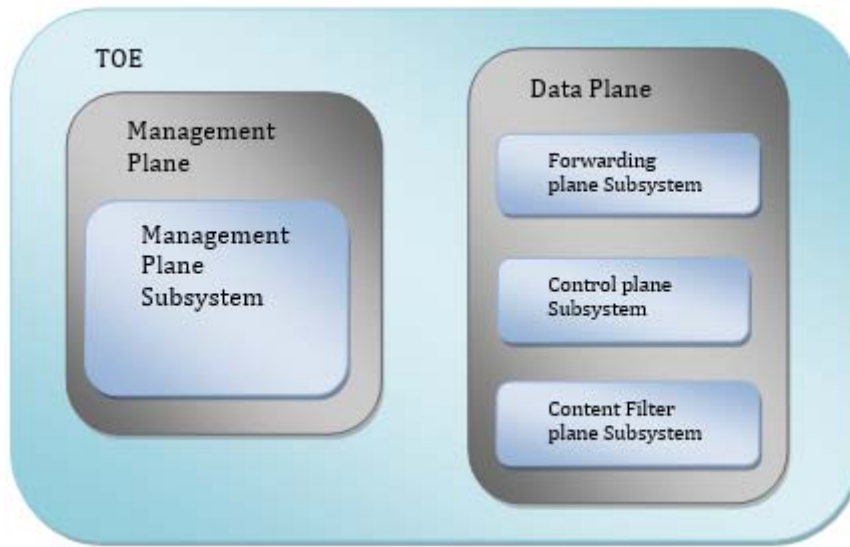 TOE
Management
Plane
Management
Plane
Subsystem
Data Plane
Forwarding
plane Subsystem
Control plane
Subsystem
Content Filter
plane Subsystem